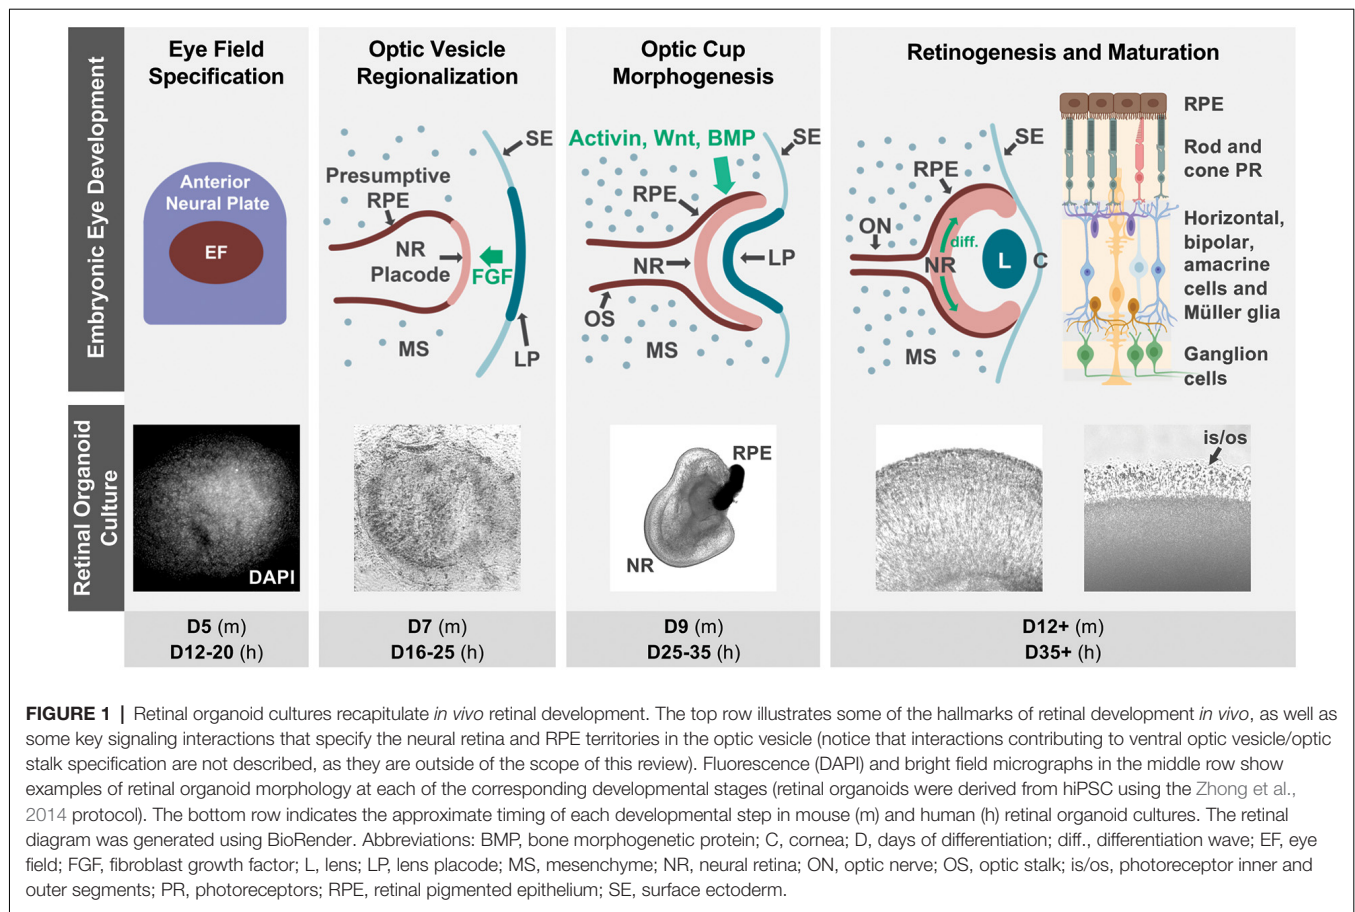 Embryonic Eye Development
Eye Field
Specification
Anterior
Neural Plate
EF
Optic Vesicle
Regionalization
SE
Presumptive
RPE
NR
Placode
FGF
MS
LP
Optic Cup
Morphogenesis
Activin, Wnt, BMP
SE
RPE
NR
LP
OS
MS
Retinogenesis and Maturation
SE
RPE
ON
diff.
NR
L
C
MS
RPE
Rod and
cone PR
Horizontal,
bipolar,
amacrine
cells and
Müller glia
Ganglion
cells
Retinal Organoid
Culture
DAPI
RPE
NR
is/os
D5 (m)
D12-20 (h)
D7 (m)
D16-25 (h)
D9 (m)
D25-35 (h)
D12+ (m)
D35+ (h)
FIGURE 1 | Retinal organoid cultures recapitulate in vivo retinal development. The top row illustrates some of the hallmarks of retinal development in vivo, as well as
some key signaling interactions that specify the neural retina and RPE territories in the optic vesicle (notice that interactions contributing to ventral optic vesicle/optic
stalk specification are not described, as they are outside of the scope of this review). Fluorescence (DAPI) and bright field micrographs in the middle row show
examples of retinal organoid morphology at each of the corresponding developmental stages (retinal organoids were derived from hiPSC using the Zhong et al.,
2014 protocol). The bottom row indicates the approximate timing of each developmental step in mouse (m) and human (h) retinal organoid cultures. The retinal
diagram was generated using BioRender. Abbreviations: BMP, bone morphogenetic protein; C, cornea; D, days of differentiation; diff., differentiation wave; EF, eye
field; FGF, fibroblast growth factor; L, lens; LP, lens placode; MS, mesenchyme; NR, neural retina; ON, optic nerve; OS, optic stalk; is/os, photoreceptor inner and
outer segments; PR, photoreceptors; RPE, retinal pigmented epithelium; SE, surface ectoderm.